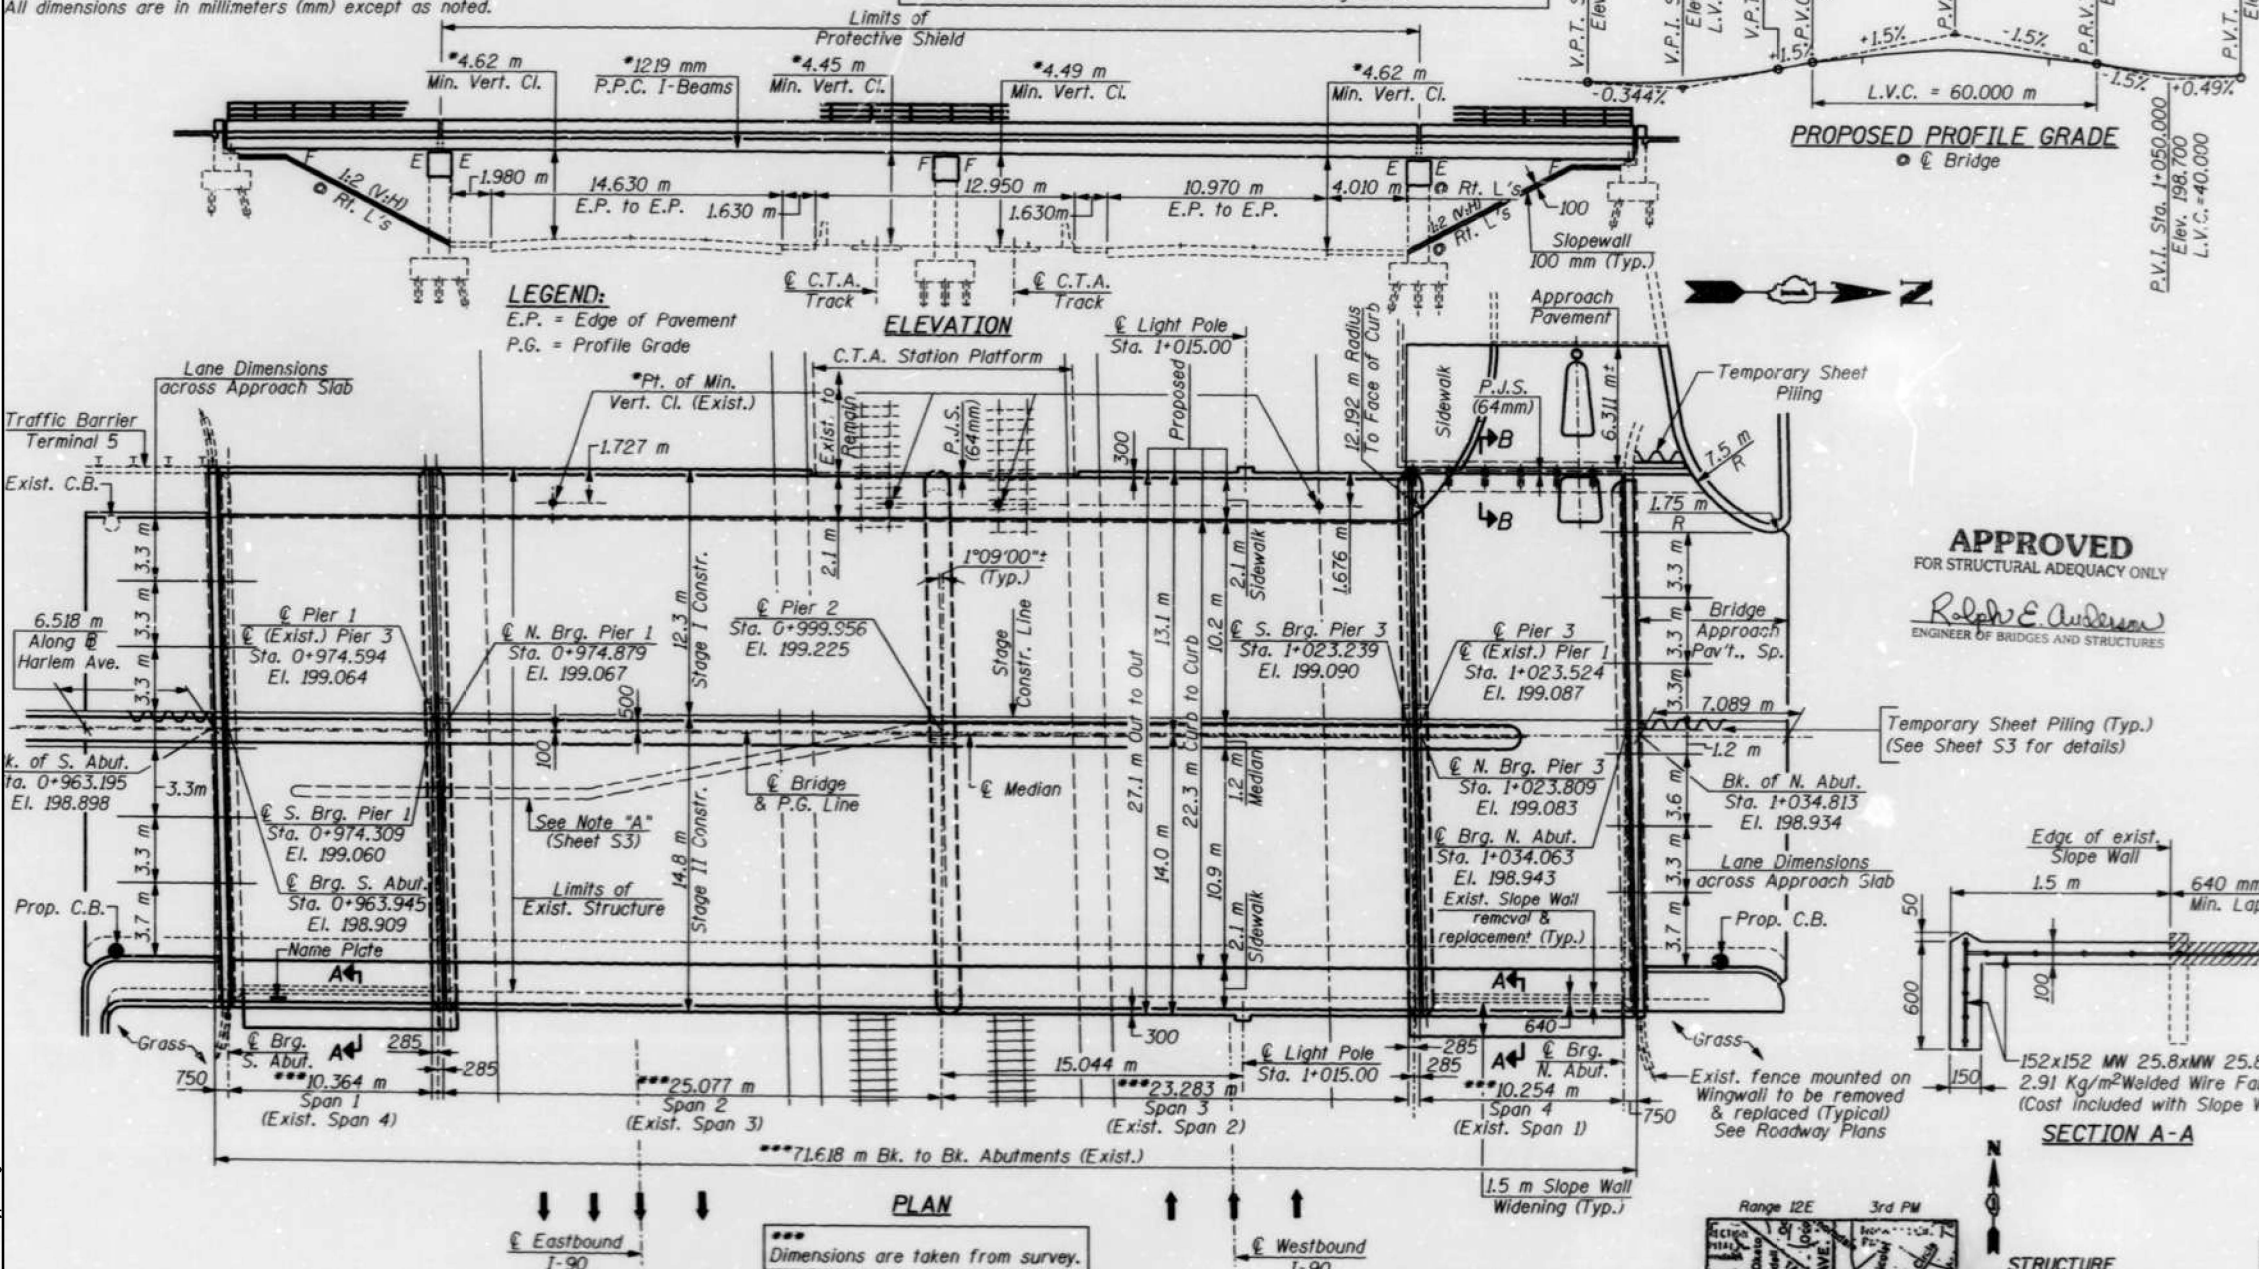 All dimensions are in millimeters (mm) except as noted.
Limits of
Protective Shield
*4.62 m
Min. Vert. Cl.
*1219 mm
P.P.C. I-Beams
*4.45 m
Min. Vert. Cl.
*4.49 m
Min. Vert. Cl.
*4.62 m
Min. Vert. Cl.
F
E E
F F
E E
F
1:2 (V:H)
@ Rt. L's
1.980 m
14.630 m
E.P. to E.P.
1.630 m
12.950 m
1.630m
10.970 m
E.P. to E.P.
4.010 m
@ Rt. L's
1:2 (V:H)
@ Rt. L's
100
Slopewall
100 mm (Typ.)
℄ C.T.A.
Track
℄ C.T.A.
Track
ELEVATION
LEGEND:
E.P. = Edge of Pavement
P.G. = Profile Grade
V.P.T.
Elev
V.P.I.
L.V.
V.P.T.
P.V.C
P.V.
P.R.V.
P.V.T.
-0.344%
+1.5%
+1.5%
-1.5%
-1.5%
+0.49%
L.V.C. = 60.000 m
PROPOSED PROFILE GRADE
@ ℄ Bridge
P.V.I. Sta. 1+050.000
Elev. 198.700
L.V.C. =40.000
N
Lane Dimensions
across Approach Slab
Traffic Barrier
Terminal 5
Exist. C.B.
*Pt. of Min.
Vert. Cl. (Exist.)
1.727 m
C.T.A. Station Platform
Exist. to
Remain
P.J.S.
(64mm)
℄ Light Pole
Sta. 1+015.00
Proposed
300
12.192 m Radius
To Face of Curb
Approach
Pavement
Sidewalk
P.J.S.
(64mm)
B
B
6.311 m±
Temporary Sheet
Piling
7.5 m
R
1.75 m
R
3.3 m
3.3 m
3.3 m
6.518 m
Along ⅊
Harlem Ave.
℄ Pier 1
℄ (Exist.) Pier 3
Sta. 0+974.594
El. 199.064
℄ N. Brg. Pier 1
Sta. 0+974.879
El. 199.067
12.3 m
Stage I Constr.
2.1 m
1°09'00"±
(Typ.)
℄ Pier 2
Sta. 0+999.956
El. 199.225
Stage
Constr. Line
2.1 m
Sidewalk
13.1 m
10.2 m
1.676 m
℄ S. Brg. Pier 3
Sta. 1+023.239
El. 199.090
℄ Pier 3
℄ (Exist.) Pier 1
Sta. 1+023.524
El. 199.087
3.3 m
3.3 m
3.3m
Bridge
Approach
Pav't., Sp.
7.089 m
APPROVED
FOR STRUCTURAL ADEQUACY ONLY
Ralph E. Anderson
ENGINEER OF BRIDGES AND STRUCTURES
500
100
Temporary Sheet Piling (Typ.)
(See Sheet S3 for details)
k. of S. Abut.
ta. 0+963.195
El. 198.898
3.3m
3.3 m
3.7 m
℄ S. Brg. Pier 1
Sta. 0+974.309
El. 199.060
℄ Brg. S. Abut.
Sta. 0+963.945
El. 198.909
See Note "A"
(Sheet S3)
℄ Bridge
& P.G. Line
℄ Median
27.1 m Out to Out
22.3 m Curb to Curb
1.2 m
Median
14.0 m
10.9 m
2.1 m
Sidewalk
14.8 m
Stage II Constr.
Limits of
Exist. Structure
℄ N. Brg. Pier 3
Sta. 1+023.809
El. 199.083
℄ Brg. N. Abut.
Sta. 1+034.063
El. 198.943
Exist. Slope Wall
removal &
replacement (Typ.)
1.2 m
3.6 m
3.3 m
3.7 m
Bk. of N. Abut.
Sta. 1+034.813
El. 198.934
Lane Dimensions
across Approach Slab
Prop. C.B.
Prop. C.B.
Name Plate
A
A
A
A
Grass
Grass
℄ Brg.
S. Abut.
285
285
750
***10.364 m
Span 1
(Exist. Span 4)
***25.077 m
Span 2
(Exist. Span 3)
15.044 m
300
℄ Light Pole
Sta. 1+015.00
***23.283 m
Span 3
(Exist. Span 2)
285
285
640
℄ Brg.
N. Abut.
***10.254 m
Span 4
(Exist. Span 1)
750
Exist. fence mounted on
Wingwall to be removed
& replaced (Typical)
See Roadway Plans
***71.618 m Bk. to Bk. Abutments (Exist.)
1.5 m Slope Wall
Widening (Typ.)
PLAN
***
Dimensions are taken from survey.
℄ Eastbound
I-90
℄ Westbound
I-90
Edge of exist.
Slope Wall
1.5 m
640 mm
Min. Lap
50
600
100
150
152x152 MW 25.8xMW 25.8
2.91 Kg/m² Welded Wire Fa
(Cost included with Slope W
SECTION A-A
N
Range 12E
3rd PM
AVE.
STRUCTURE